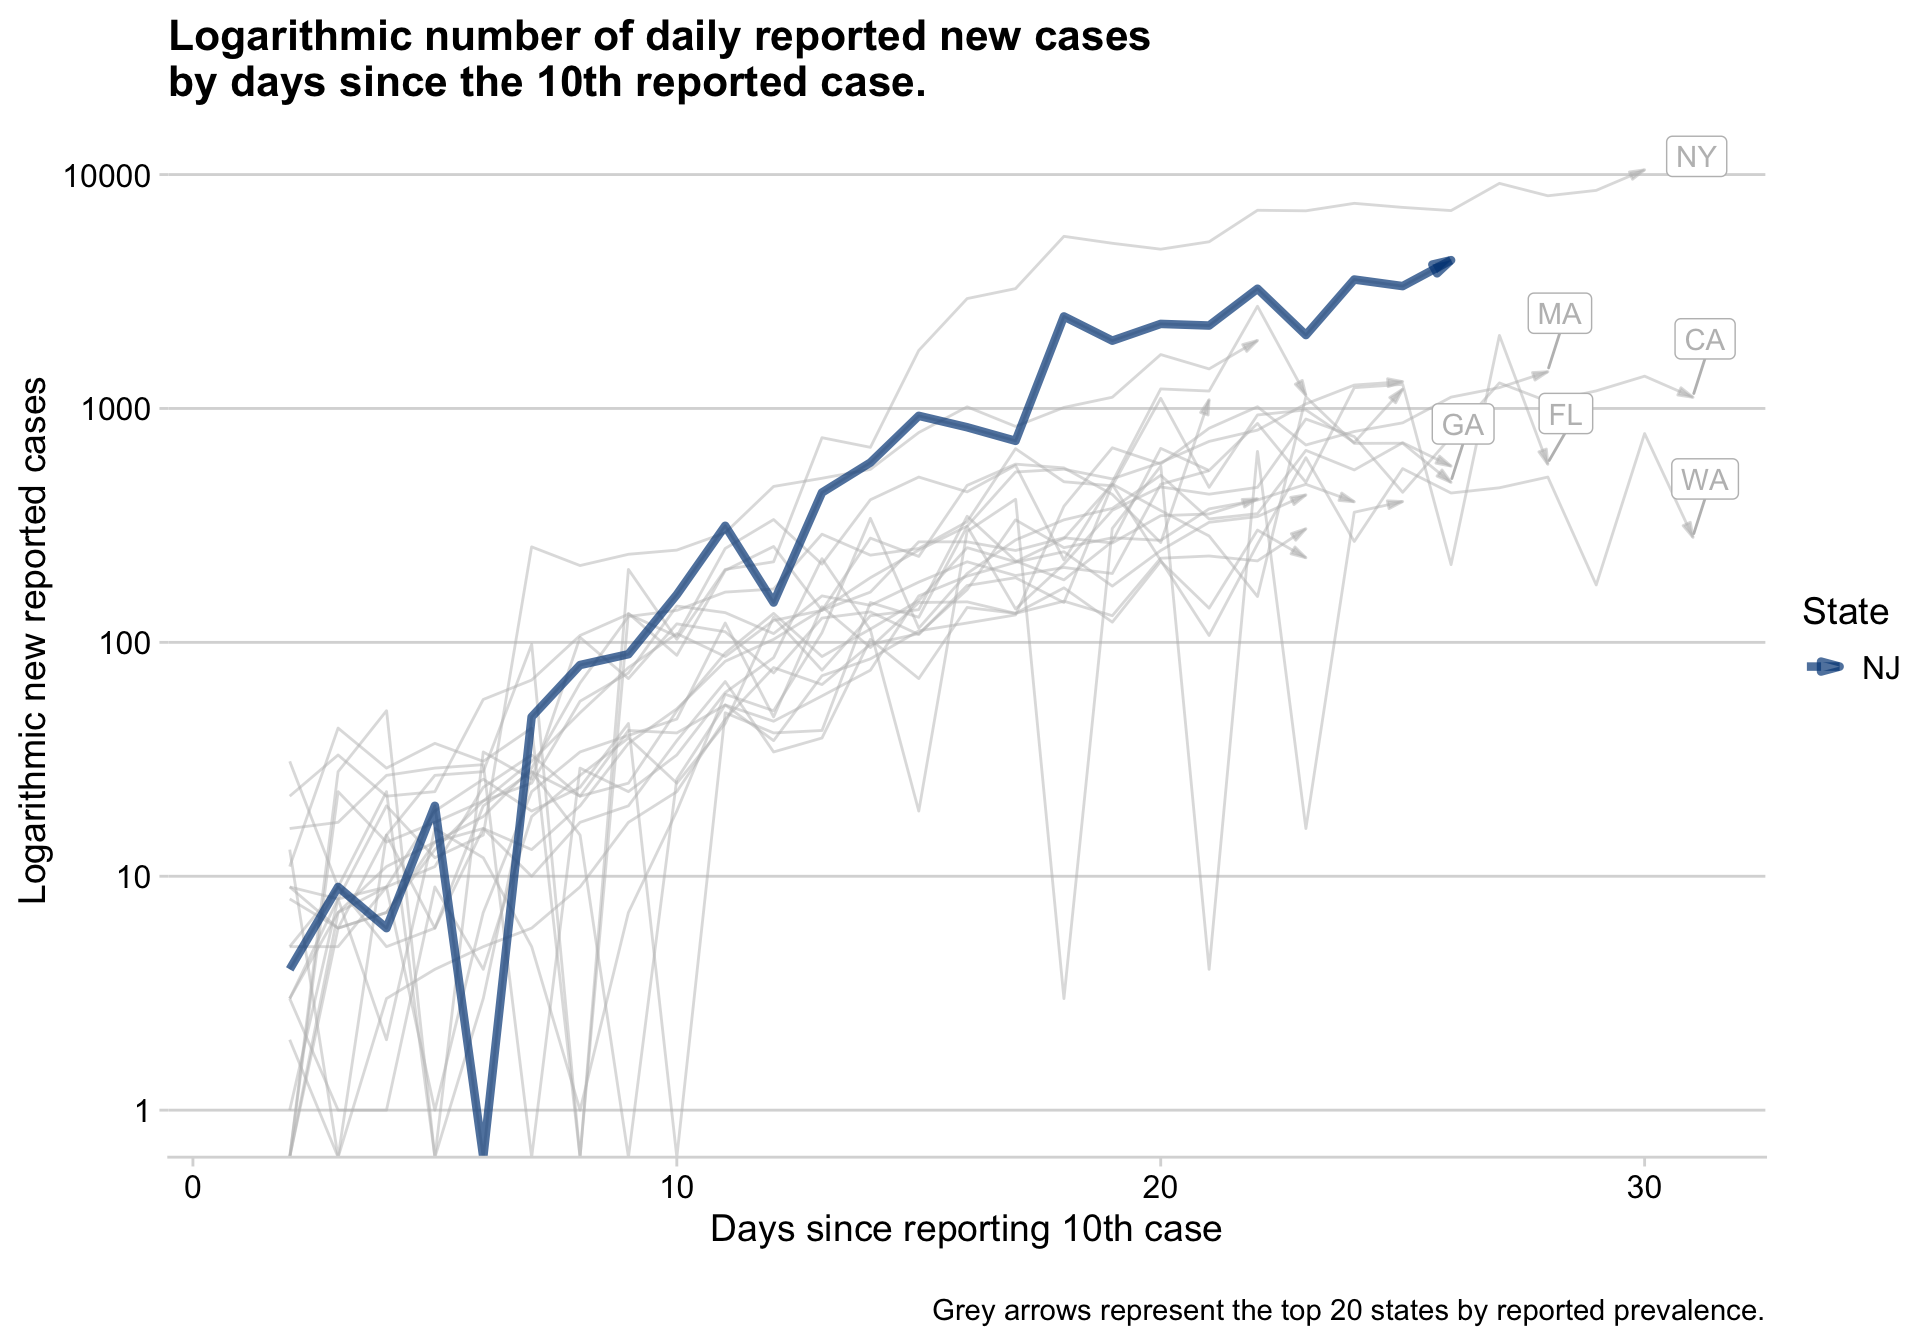 Logarithmic number of daily reported new cases
by days since the 10th reported case.
Logarithmic new reported cases
10000
1000
100
10
1
NY
MA
CA
GA
FL
WA
State
NJ
0
10
20
30
Days since reporting 10th case
Grey arrows represent the top 20 states by reported prevalence.